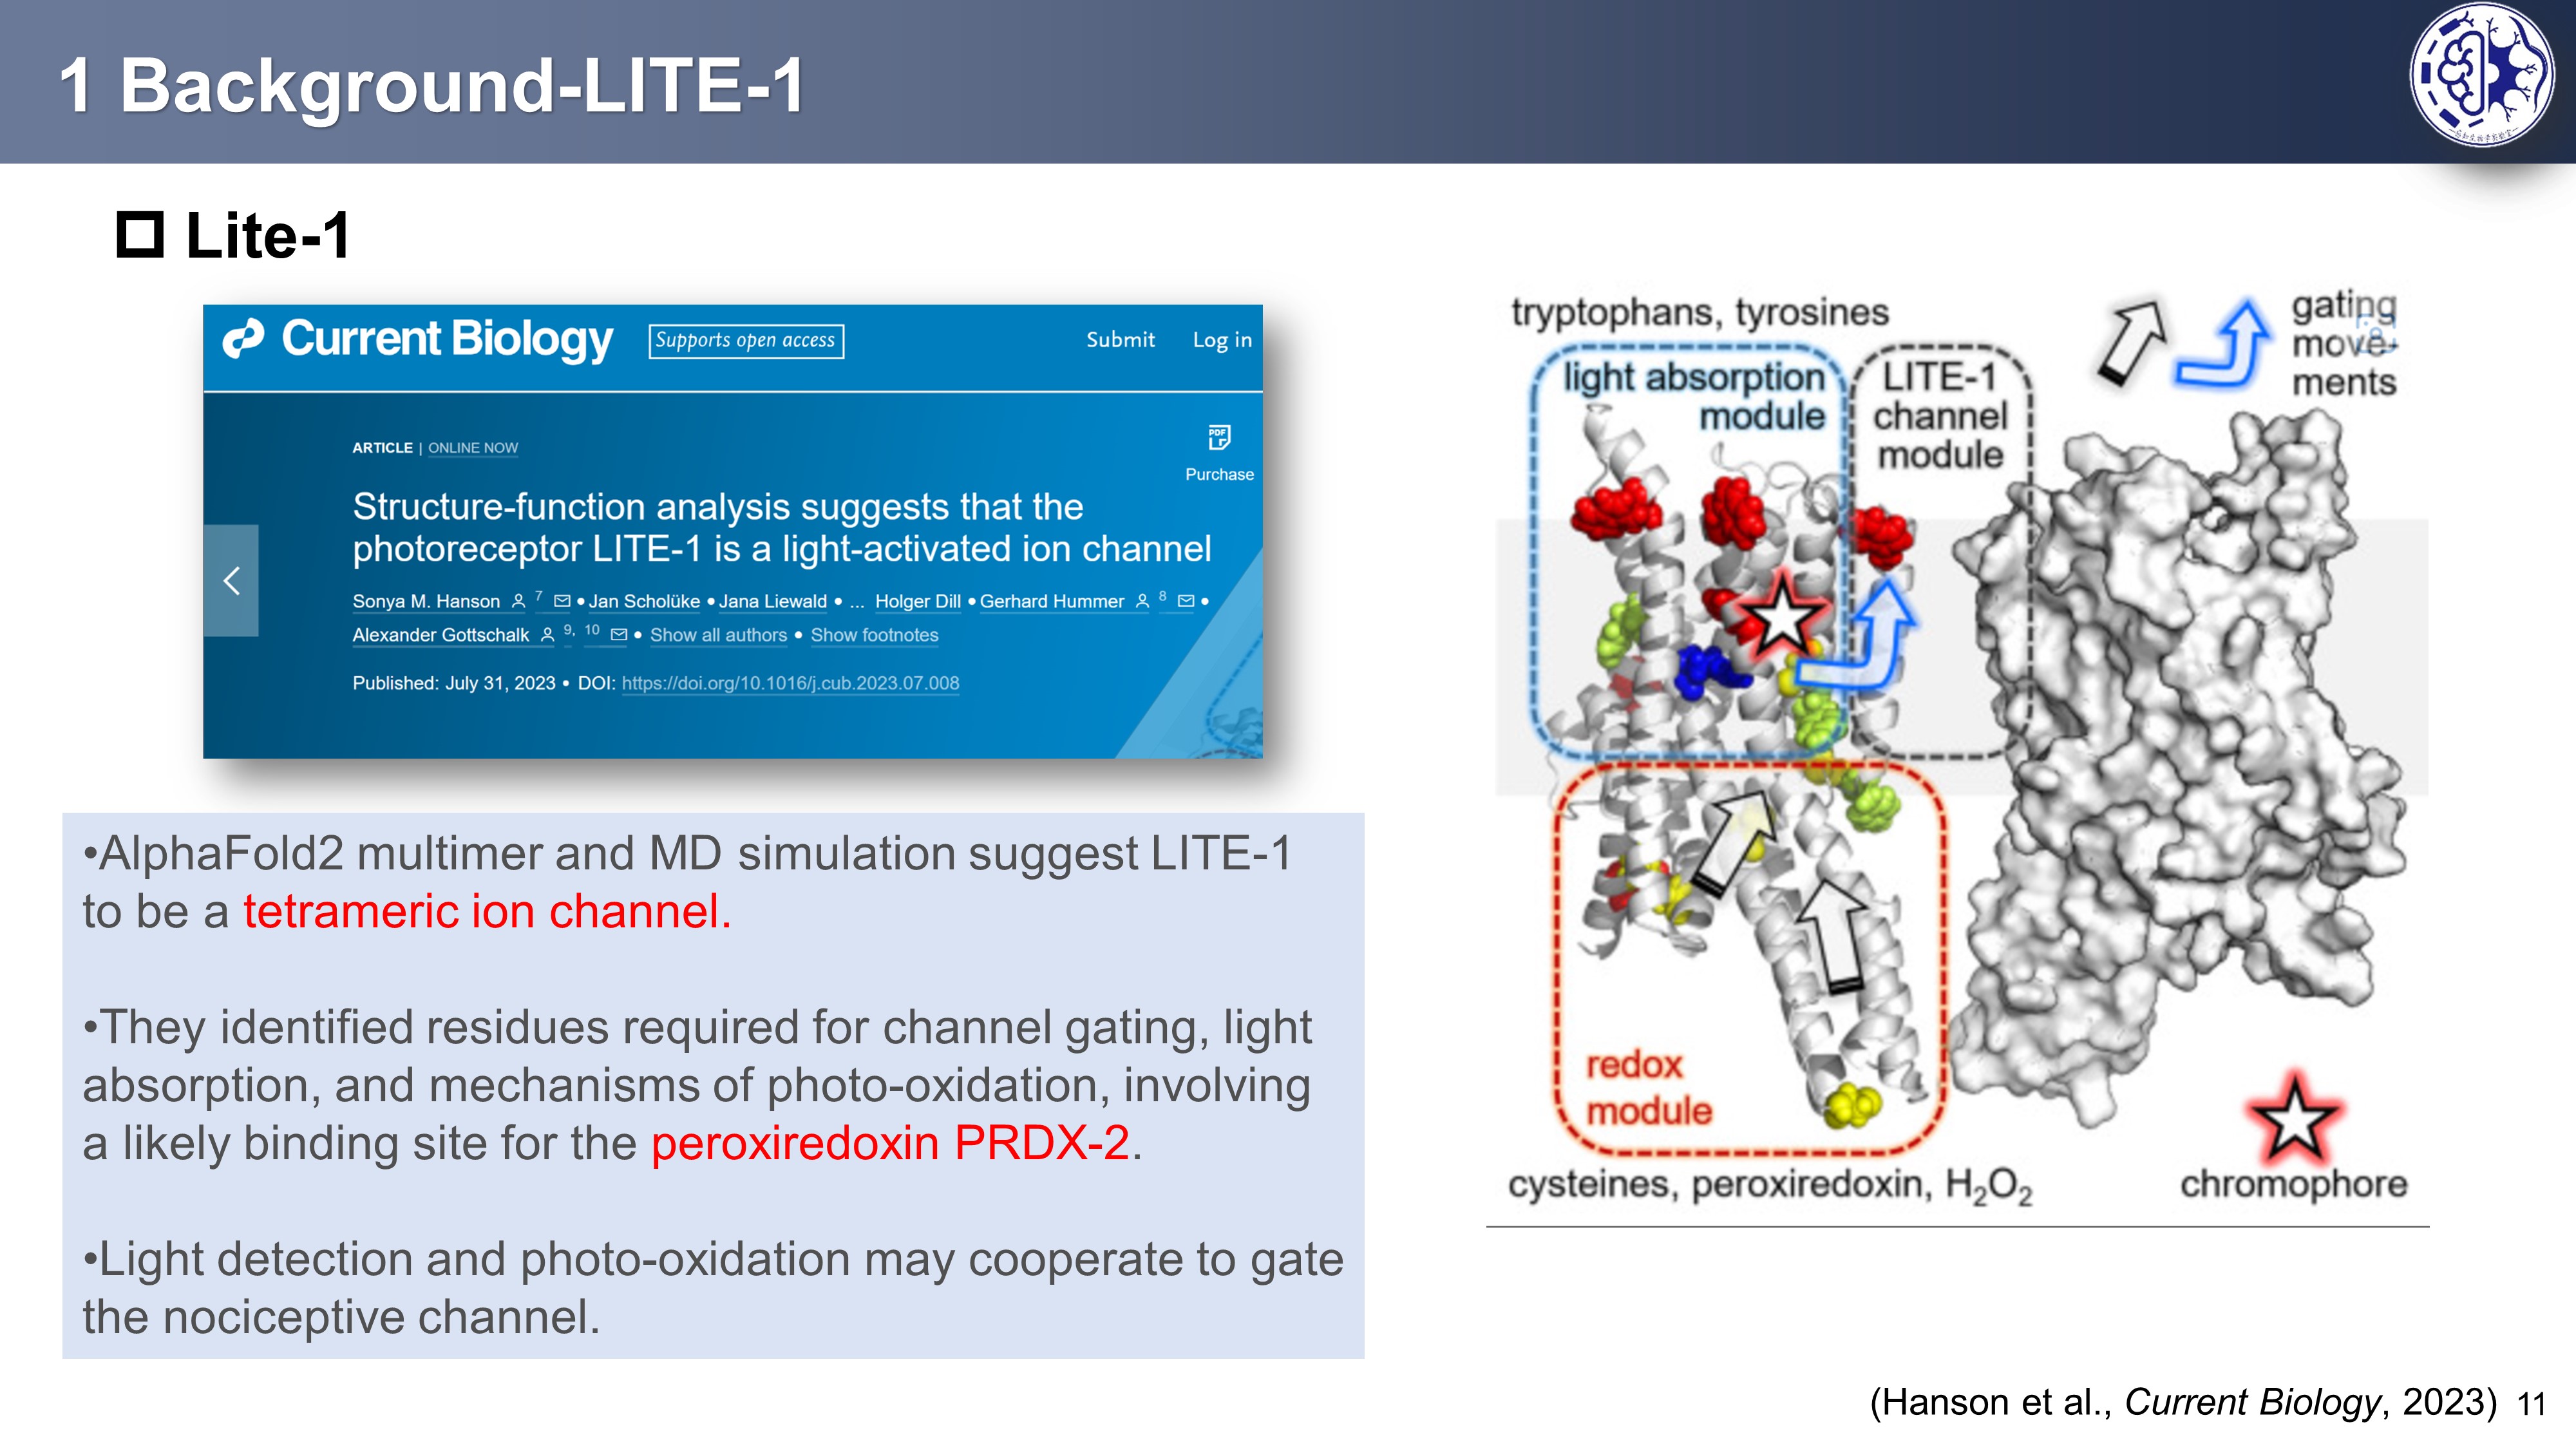 1 Background-LITE-1
Lite-1
Current Biology
Supports open access
Submit
Log in
ARTICLE | ONLINE NOW
PDF
Purchase
Structure-function analysis suggests that the
photoreceptor LITE-1 is a light-activated ion channel
Sonya M. Hanson 7 • Jan Scholüke • Jana Liewald • ... Holger Dill • Gerhard Hummer 8 •
Alexander Gottschalk 9, 10 • Show all authors • Show footnotes
Published: July 31, 2023 • DOI: https://doi.org/10.1016/j.cub.2023.07.008
•AlphaFold2 multimer and MD simulation suggest LITE-1
to be a tetrameric ion channel.
•They identified residues required for channel gating, light
absorption, and mechanisms of photo-oxidation, involving
a likely binding site for the peroxiredoxin PRDX-2.
•Light detection and photo-oxidation may cooperate to gate
the nociceptive channel.
tryptophans, tyrosines
light absorption
module
LITE-1
channel
module
gating
move-
ments
redox
module
cysteines, peroxiredoxin, H₂O₂
chromophore
(Hanson et al., Current Biology, 2023)
11